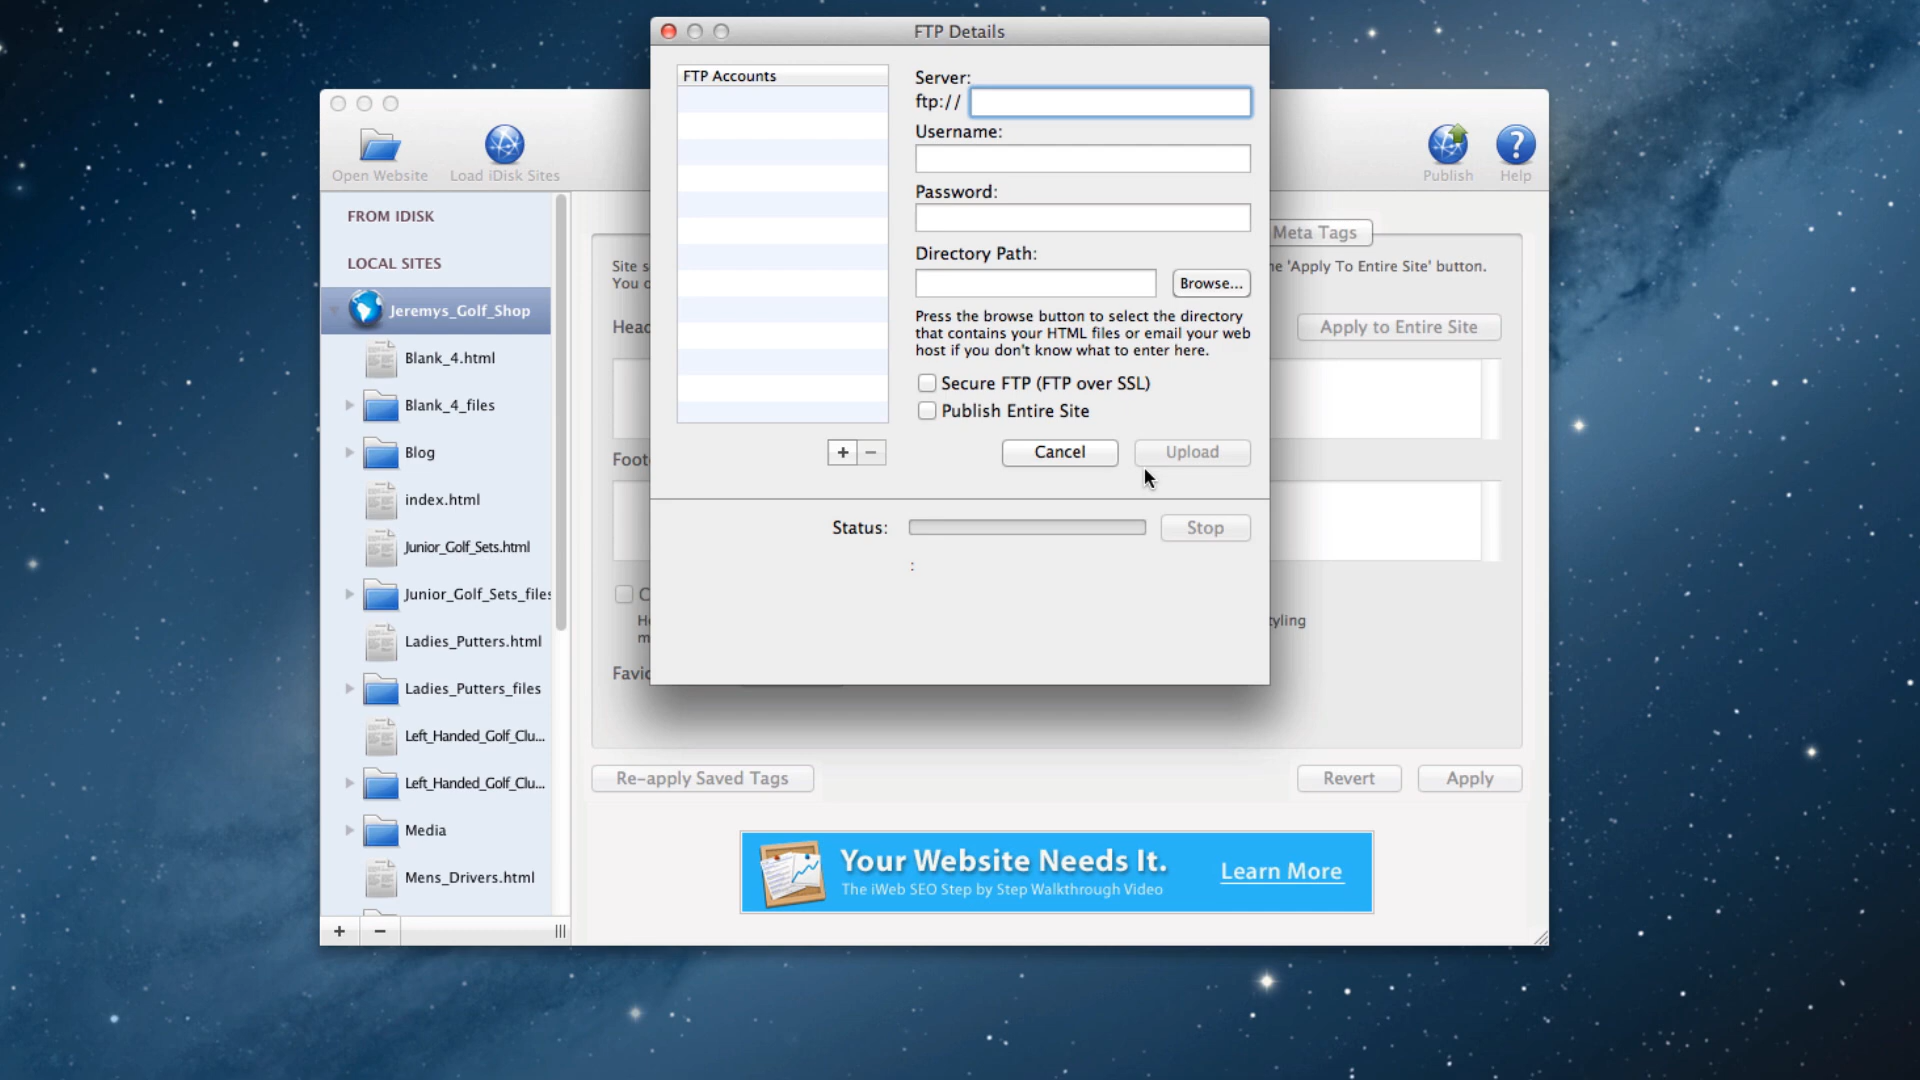 FTP Details
FTP Accounts
Server:
ftp://
Username:
Password:
Directory Path:
Browse...
Press the browse button to select the directory
that contains your HTML files or email your web
host if you don't know what to enter here.
Secure FTP (FTP over SSL)
Publish Entire Site
+ −
Cancel
Upload
Status:
Stop
:
Open Website
Load iDisk Sites
Publish
Help
FROM IDISK
LOCAL SITES
Jeremys_Golf_Shop
Blank_4.html
Blank_4_files
Blog
index.html
Junior_Golf_Sets.html
Junior_Golf_Sets_files
Ladies_Putters.html
Ladies_Putters_files
Left_Handed_Golf_Clu...
Left_Handed_Golf_Clu...
Media
Mens_Drivers.html
+ −
Meta Tags
Site
'Apply To Entire Site' button.
Apply to Entire Site
Re-apply Saved Tags
Revert
Apply
Your Website Needs It.
The iWeb SEO Step by Step Walkthrough Video
Learn More